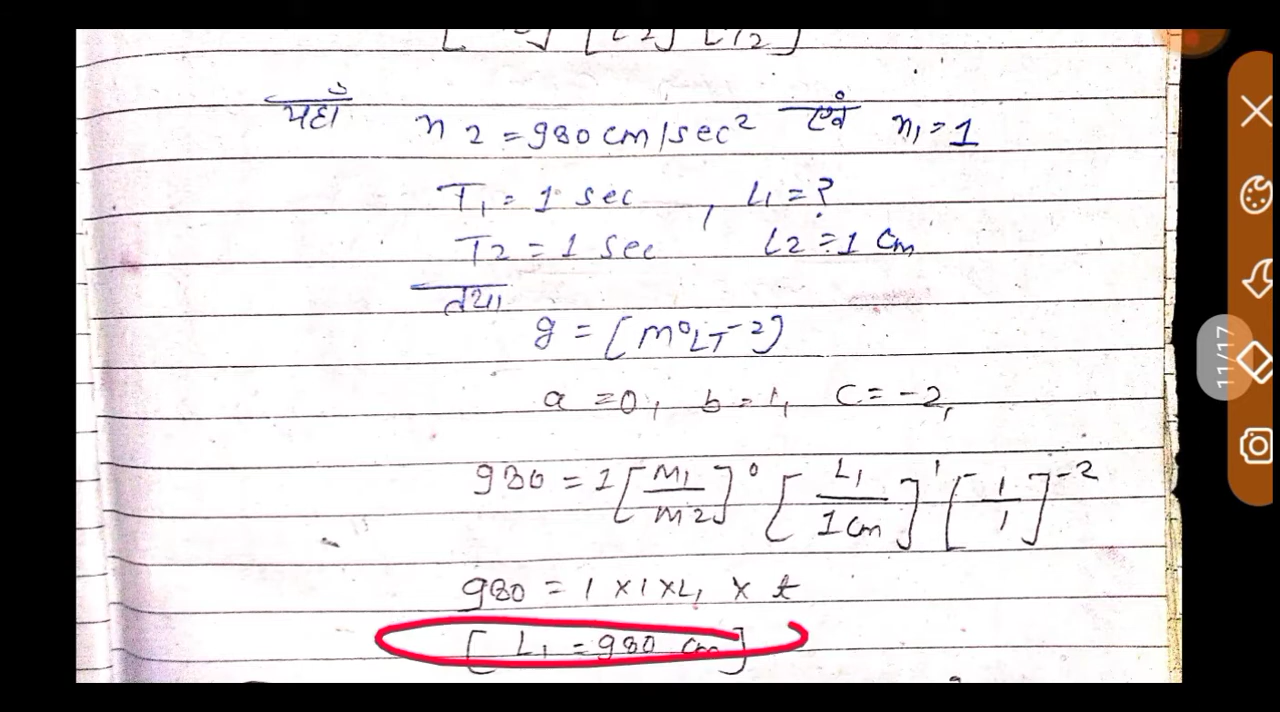 यहाँ n2 = 980 cm/sec² एवं n₁ = 1
T₁ = 1 sec , L₁ = ?
T2 = 1 sec L2 = 1 cm
तथा
g = [M⁰LT⁻²]
a = 0, b = 1, c = -2,
980 = 1 [M₁/M2]⁰ [L₁/1cm]¹ [1/1]⁻²
980 = 1 × 1 × L₁ × t
[L₁ = 980 cm]
11/17